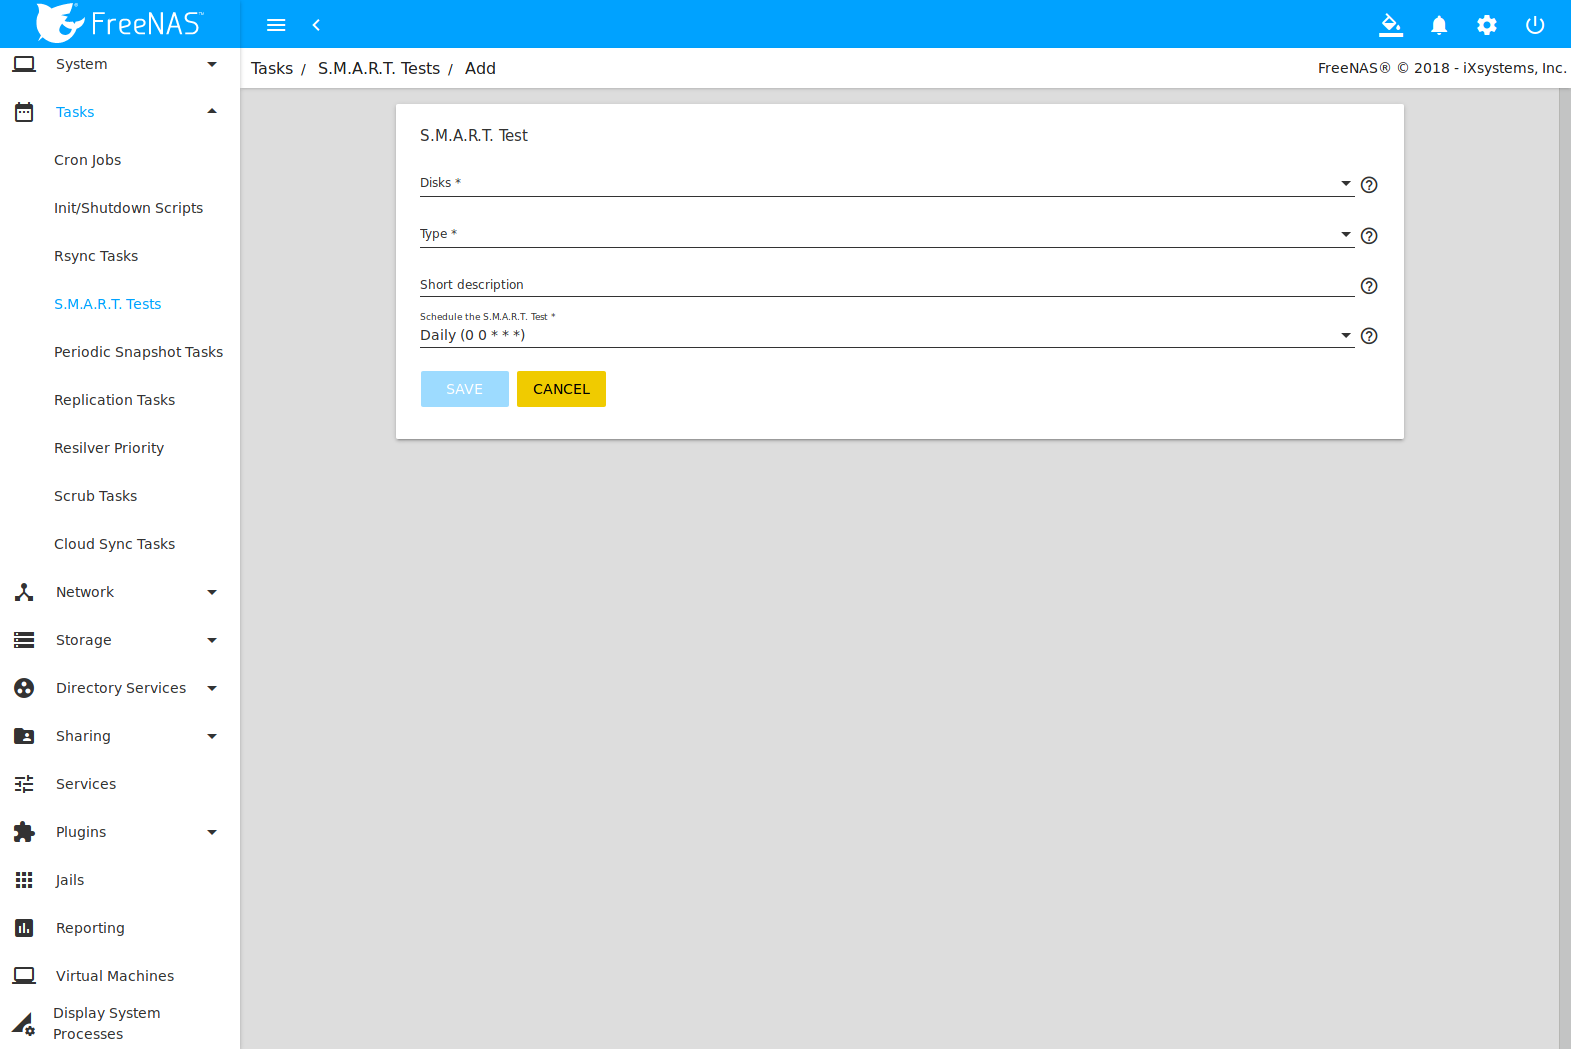 FreeNAS™
System
Tasks
Cron Jobs
Init/Shutdown Scripts
Rsync Tasks
S.M.A.R.T. Tests
Periodic Snapshot Tasks
Replication Tasks
Resilver Priority
Scrub Tasks
Cloud Sync Tasks
Network
Storage
Directory Services
Sharing
Services
Plugins
Jails
Reporting
Virtual Machines
Display System
Processes
Tasks / S.M.A.R.T. Tests / Add
FreeNAS® © 2018 - iXsystems, Inc.
S.M.A.R.T. Test
Disks *
Type *
Short description
Schedule the S.M.A.R.T. Test *
Daily (0 0 * * *)
SAVE
CANCEL